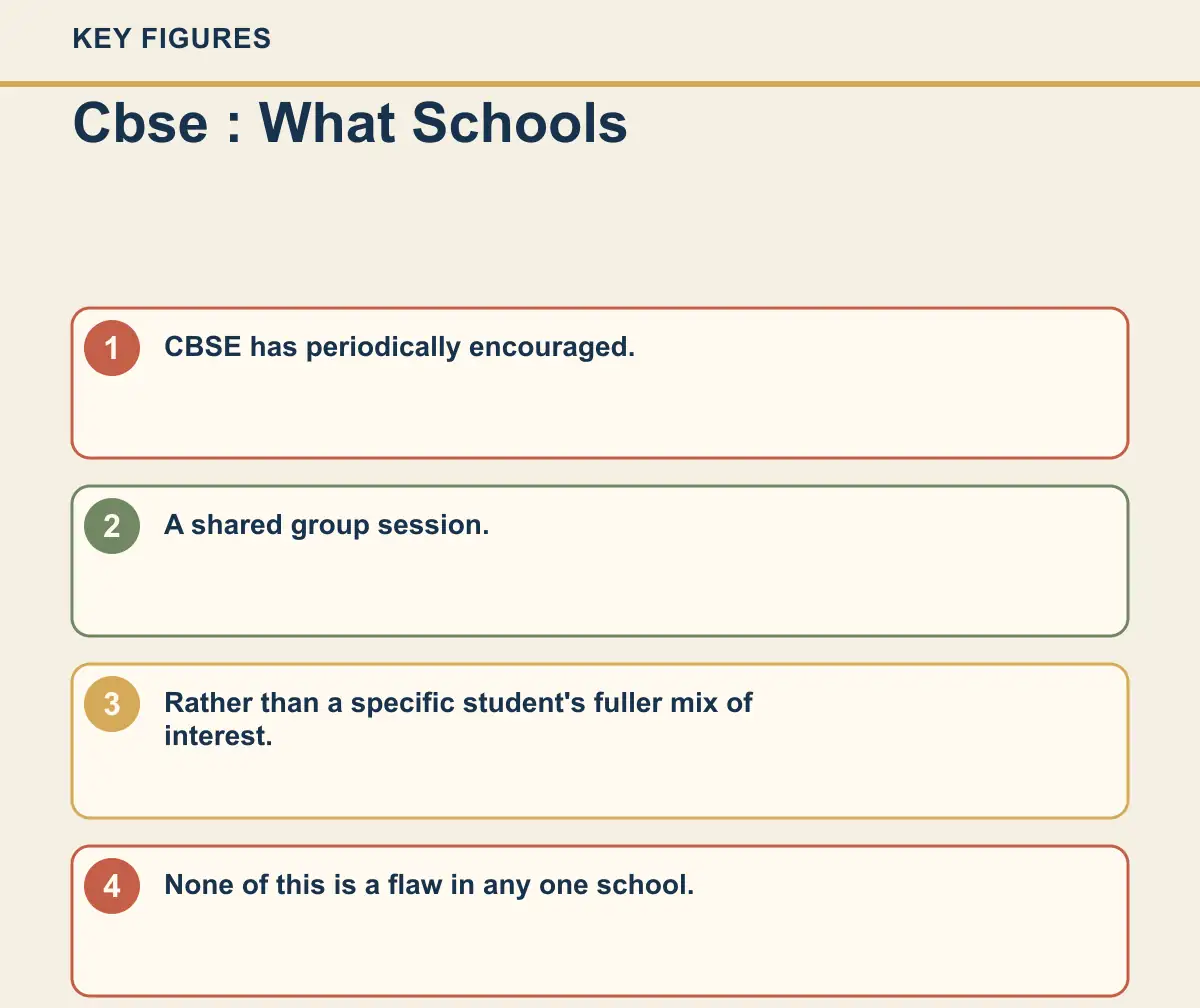 KEY FIGURES
Cbse : What Schools
1
CBSE has periodically encouraged.
2
A shared group session.
3
Rather than a specific student's fuller mix of
interest.
4
None of this is a flaw in any one school.